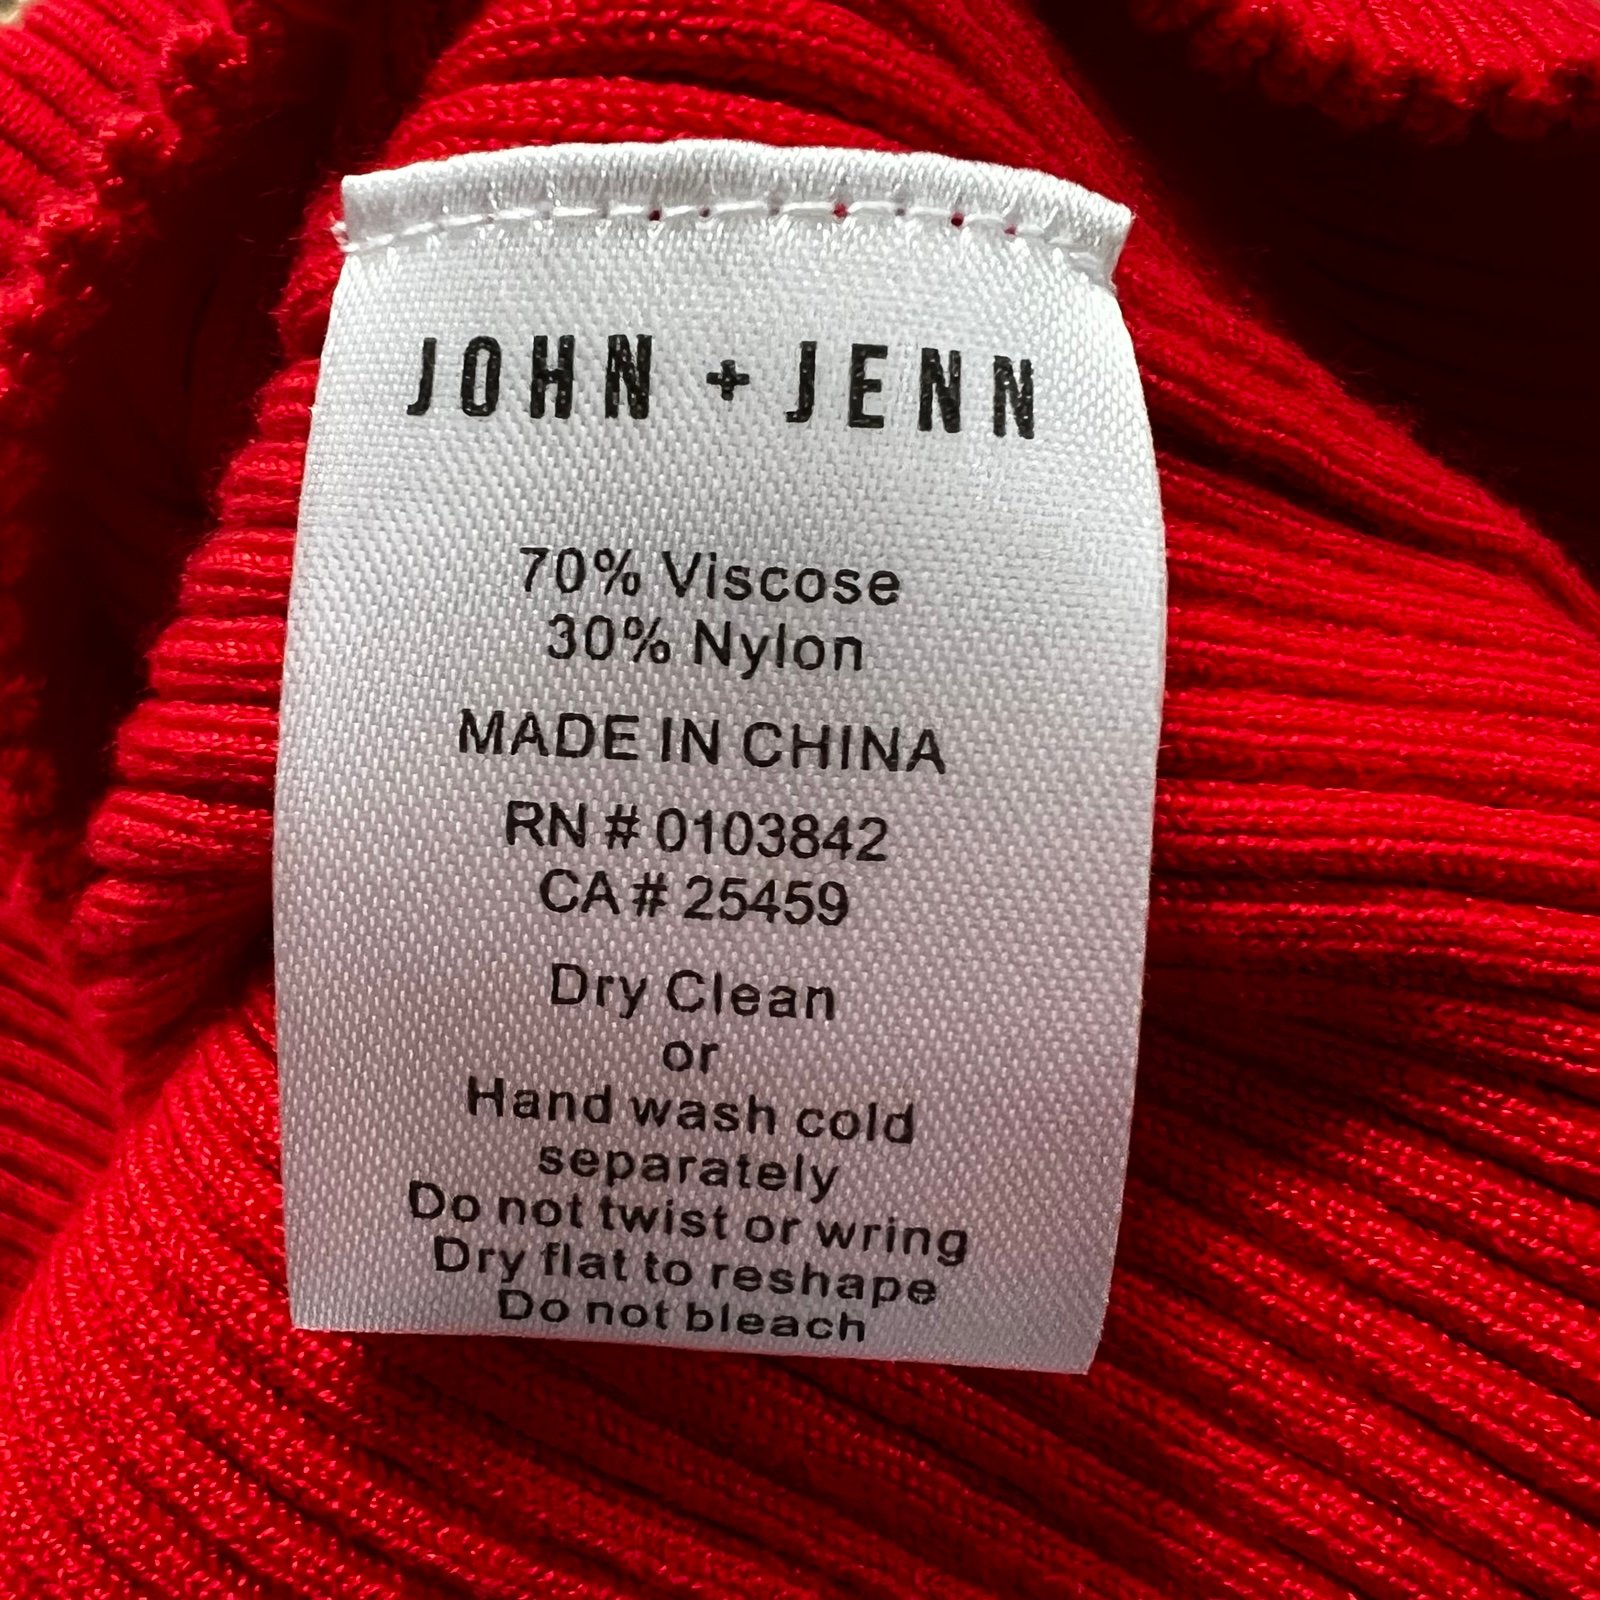 JOHN + JENN
70% Viscose
30% Nylon
MADE IN CHINA
RN # 0103842
CA # 25459
Dry Clean
or
Hand wash cold
separately
Do not twist or wring
Dry flat to reshape
Do not bleach